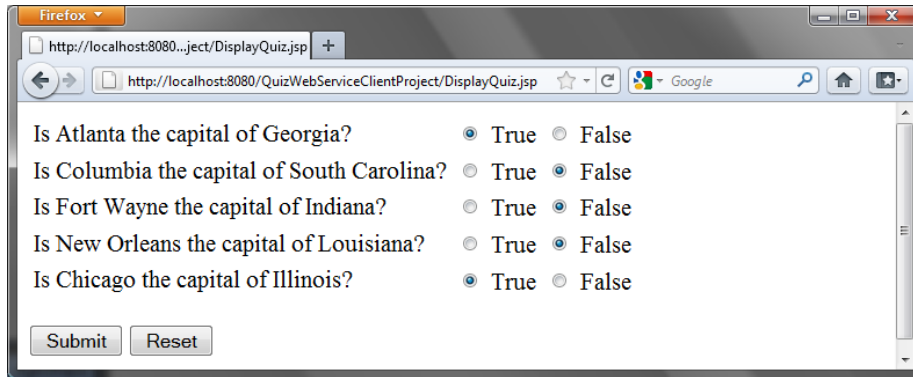 Firefox
http://localhost:8080...ject/DisplayQuiz.jsp +
http://localhost:8080/QuizWebServiceClientProject/DisplayQuiz.jsp Google
Is Atlanta the capital of Georgia? True False
Is Columbia the capital of South Carolina? True False
Is Fort Wayne the capital of Indiana? True False
Is New Orleans the capital of Louisiana? True False
Is Chicago the capital of Illinois? True False
Submit Reset